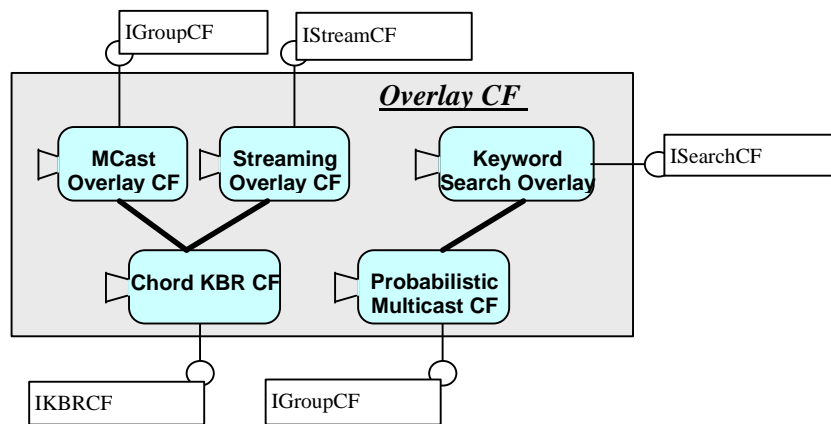 IGroupCF
IStreamCF
Overlay CF
MCast
Overlay CF
Streaming
Overlay CF
Keyword
Search Overlay
ISearchCF
Chord KBR CF
Probabilistic
Multicast CF
IKBRCF
IGroupCF